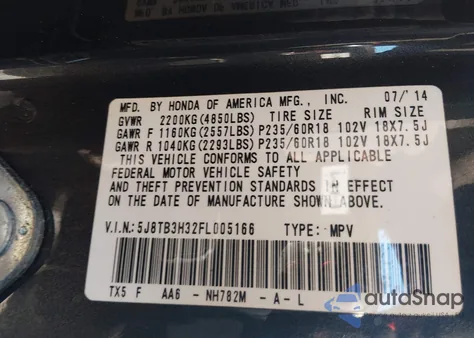 MFD. BY HONDA OF AMERICA MFG., INC. 07/'14
GVWR 2200KG (4850LBS) TIRE SIZE RIM SIZE
GAWR F 1160KG (2557LBS) P235/60R18 102V 18X7.5J
GAWR R 1040KG (2293LBS) P235/60R18 102V 18X7.5J
THIS VEHICLE CONFORMS TO ALL APPLICABLE
FEDERAL MOTOR VEHICLE SAFETY
AND THEFT PREVENTION STANDARDS IN EFFECT
ON THE DATE OF MANUFACTURE SHOWN ABOVE.
V.I.N.: 5J8TB3H32FL005166 TYPE: MPV
TX5 F AA6 - NH782M - A - L
autoSnap